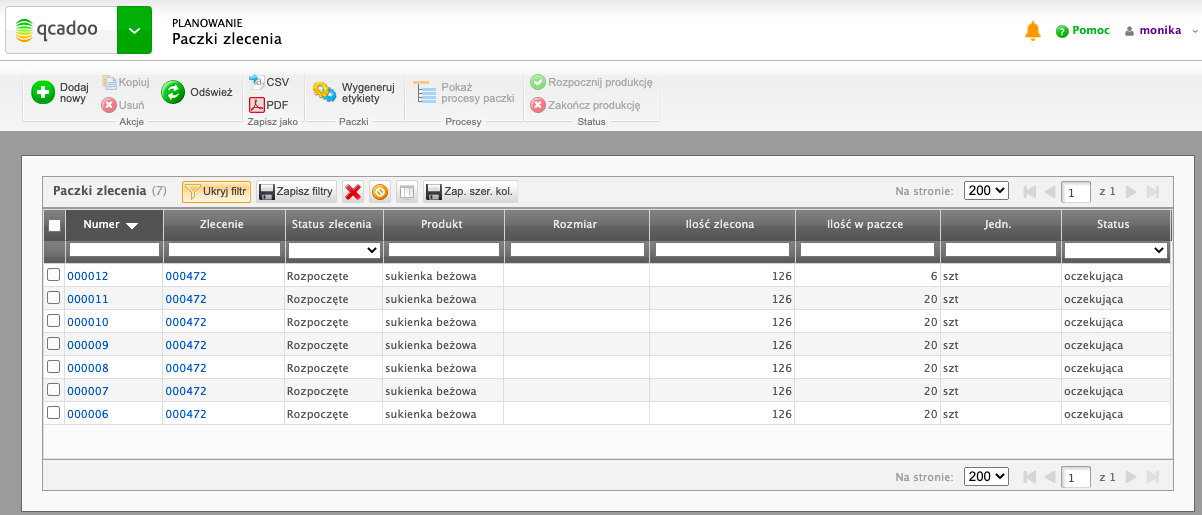 qcadoo
PLANOWANIE
Paczki zlecenia
Pomoc
monika
Dodaj nowy
Kopiuj
Usuń
Odśwież
Akcje
CSV
PDF
Zapisz jako
Wygeneruj etykiety
Paczki
Pokaż procesy paczki
Procesy
Rozpocznij produkcję
Zakończ produkcję
Status
Paczki zlecenia (7) Ukryj filtr Zapisz filtry Zap. szer. kol. Na stronie: 200 1 z 1
Numer Zlecenie Status zlecenia Produkt Rozmiar Ilość zlecona Ilość w paczce Jedn. Status
000012 000472 Rozpoczęte sukienka beżowa 126 6 szt oczekująca
000011 000472 Rozpoczęte sukienka beżowa 126 20 szt oczekująca
000010 000472 Rozpoczęte sukienka beżowa 126 20 szt oczekująca
000009 000472 Rozpoczęte sukienka beżowa 126 20 szt oczekująca
000008 000472 Rozpoczęte sukienka beżowa 126 20 szt oczekująca
000007 000472 Rozpoczęte sukienka beżowa 126 20 szt oczekująca
000006 000472 Rozpoczęte sukienka beżowa 126 20 szt oczekująca
Na stronie: 200 1 z 1